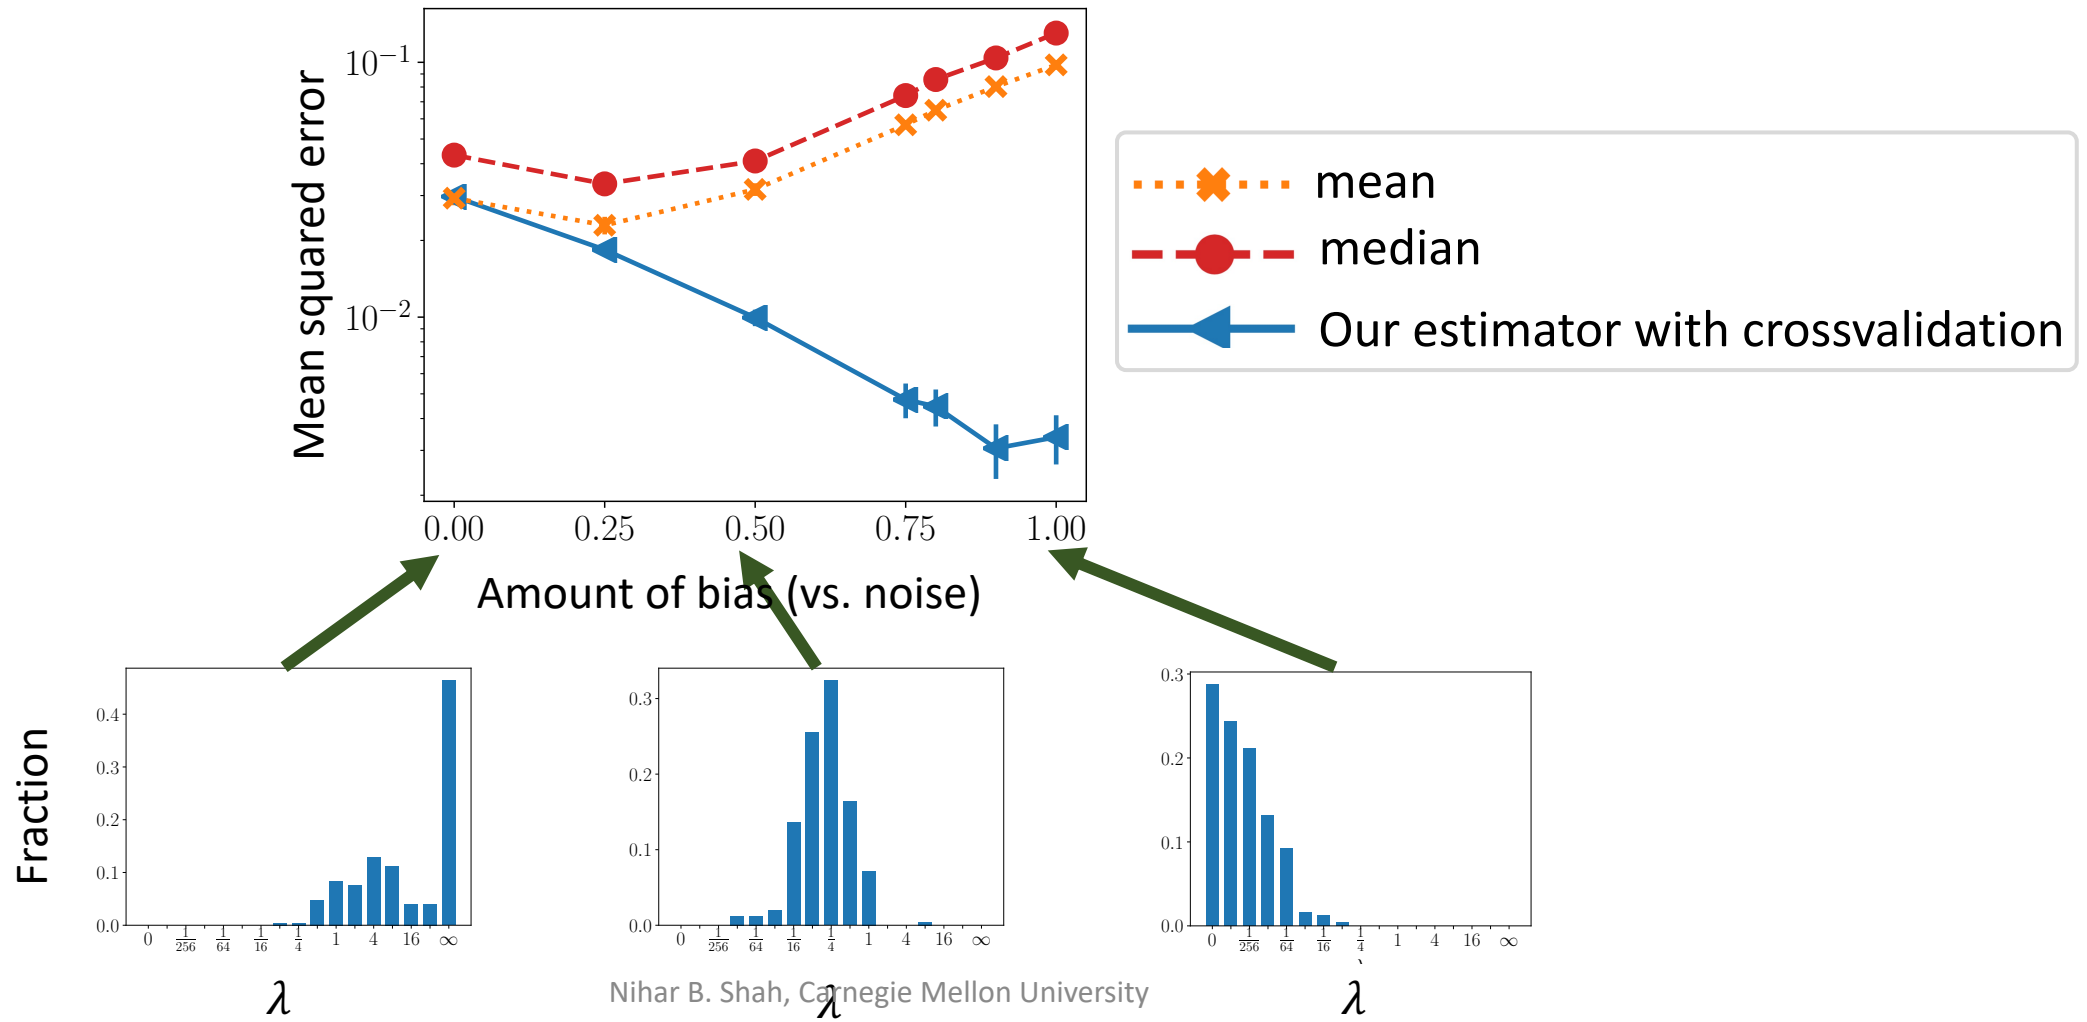 Mean squared error
10⁻¹
10⁻²
0.00 0.25 0.50 0.75 1.00
Amount of bias (vs. noise)
mean
median
Our estimator with crossvalidation
Fraction
0.4
0.3
0.2
0.1
0.0
0 1/256 1/64 1/16 1/4 1 4 16 ∞
λ
0.3
0.2
0.1
0.0
0 1/256 1/64 1/16 1/4 1 4 16 ∞
λ
0.3
0.2
0.1
0.0
0 1/256 1/64 1/16 1/4 1 4 16 ∞
λ
Nihar B. Shah, Carnegie Mellon University